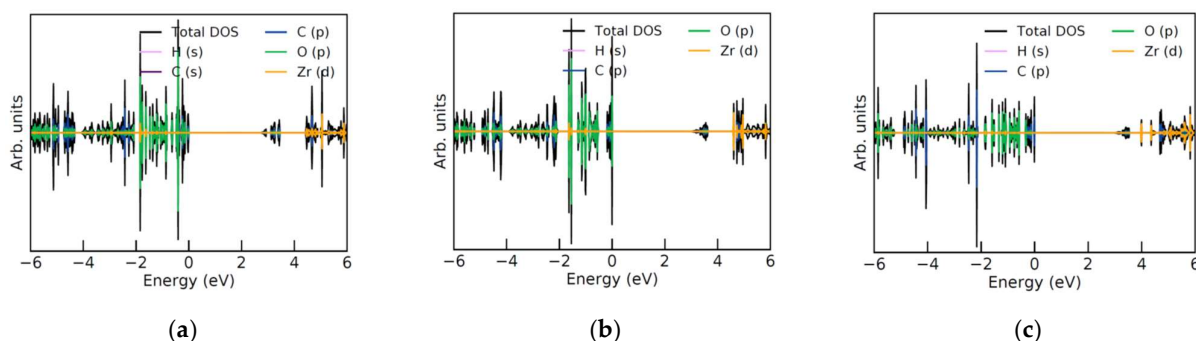 Total DOS C (p)
H (s) O (p)
C (s) Zr (d)
Arb. units
−6 −4 −2 0 2 4 6
Energy (eV)
(a)
Total DOS O (p)
H (s) Zr (d)
C (p)
Arb. units
−6 −4 −2 0 2 4 6
Energy (eV)
(b)
Total DOS O (p)
H (s) Zr (d)
C (p)
Arb. units
−6 −4 −2 0 2 4 6
Energy (eV)
(c)